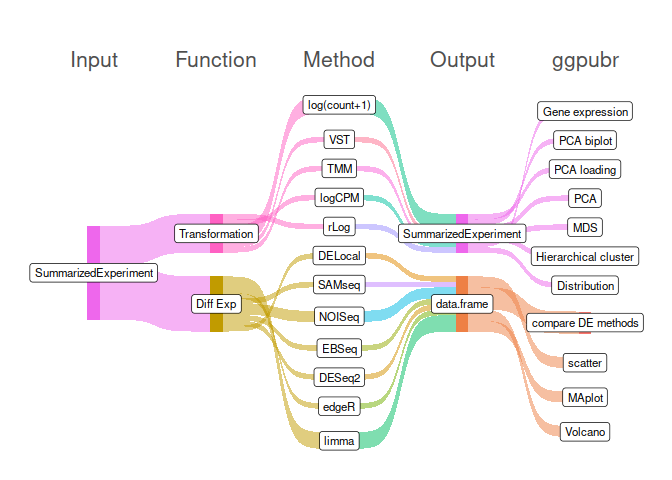 Input
Function
Method
Output
ggpubr
SummarizedExperiment
Transformation
Diff Exp
log(count+1)
VST
TMM
logCPM
rLog
DELocal
SAMseq
NOISeq
EBSeq
DESeq2
edgeR
limma
SummarizedExperiment
data.frame
Gene expression
PCA biplot
PCA loading
PCA
MDS
Hierarchical cluster
Distribution
compare DE methods
scatter
MAplot
Volcano